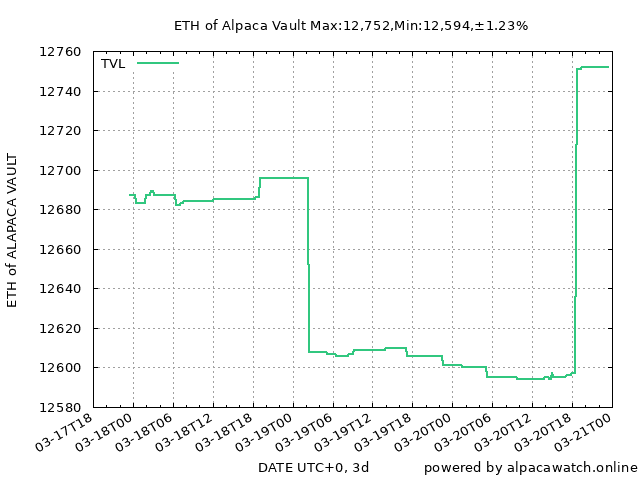 ETH of Alpaca Vault Max:12,752,Min:12,594,±1.23%
TVL
12760
12740
12720
12700
12680
12660
12640
12620
12600
12580
ETH of ALAPACA VAULT
03-17T18
03-18T00
03-18T06
03-18T12
03-18T18
03-19T00
03-19T06
03-19T12
03-19T18
03-20T00
03-20T06
03-20T12
03-20T18
03-21T00
DATE UTC+0, 3d
powered by alpacawatch.online